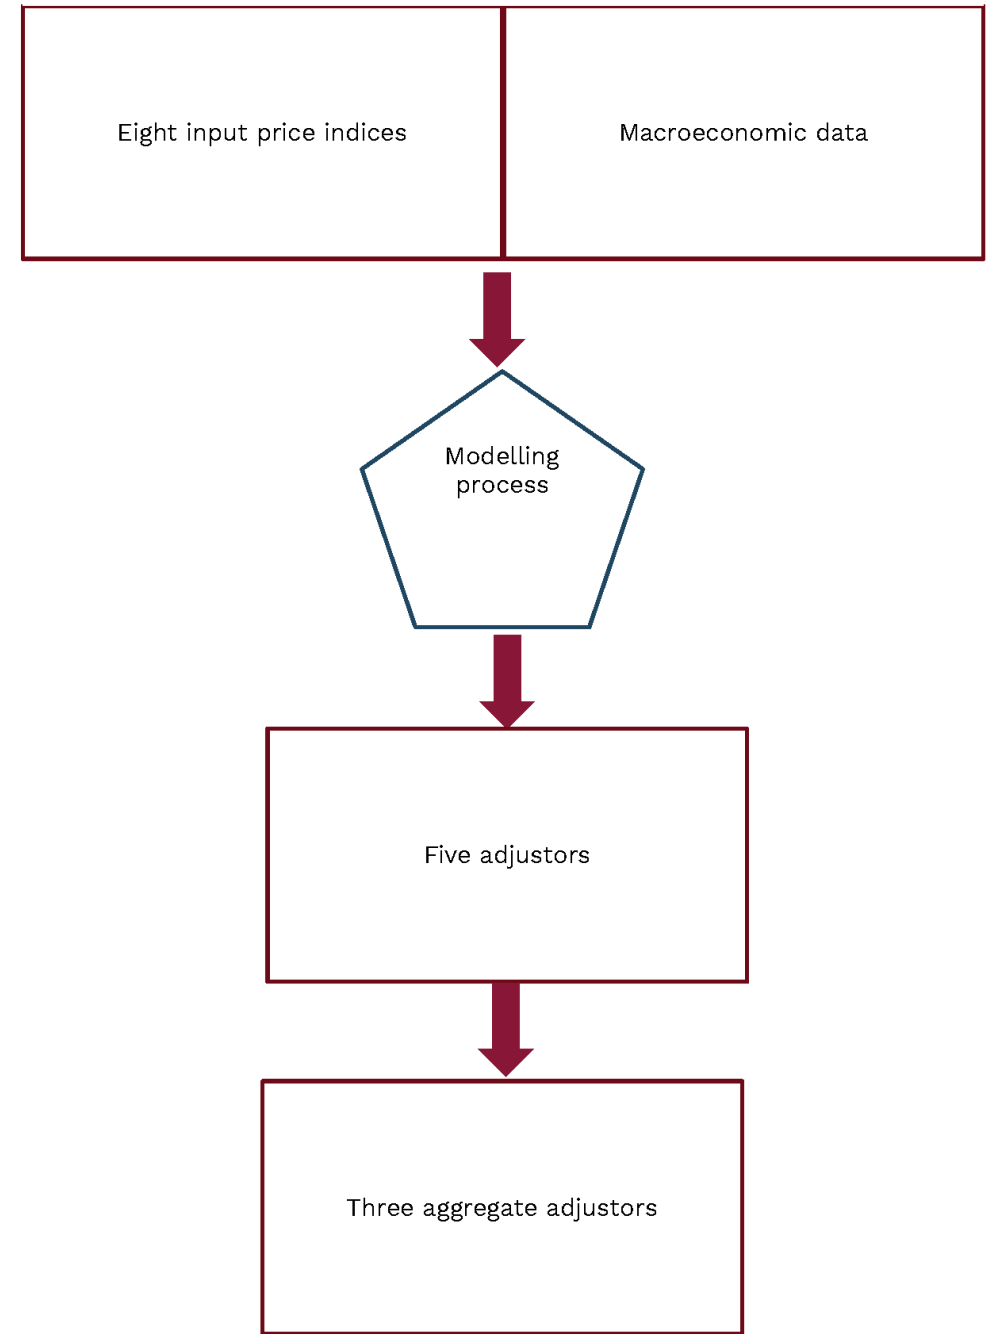 Eight input price indices
Macroeconomic data
Modelling
process
Five adjustors
Three aggregate adjustors